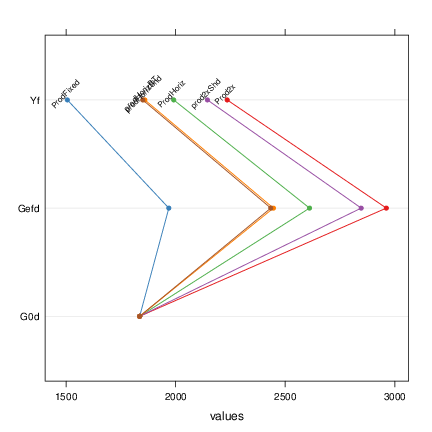 Yf
ProdFixed
ProdHoriz
prod2xShd
Prod2x
Gefd
G0d
1500
2000
2500
3000
values